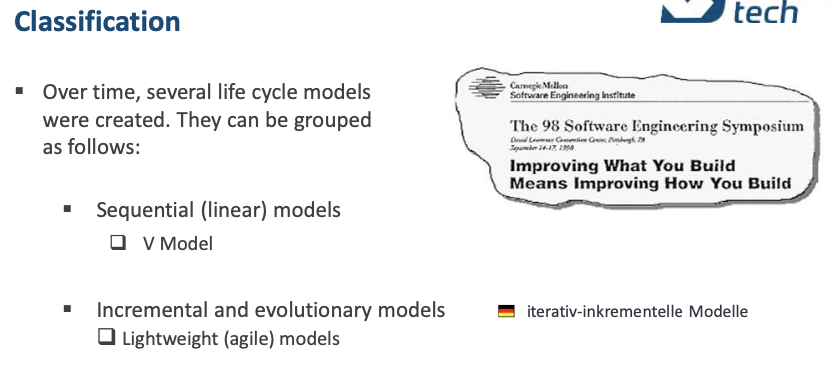 Classification
tech
Over time, several life cycle models
were created. They can be grouped
as follows:
Carnegie Mellon
Software Engineering Institute
The 98 Software Engineering Symposium
David Lawrence Convention Center, Pittsburgh, PA
September 14-17, 1998
Improving What You Build
Means Improving How You Build
Sequential (linear) models
V Model
Incremental and evolutionary models
iterativ-inkrementelle Modelle
Lightweight (agile) models